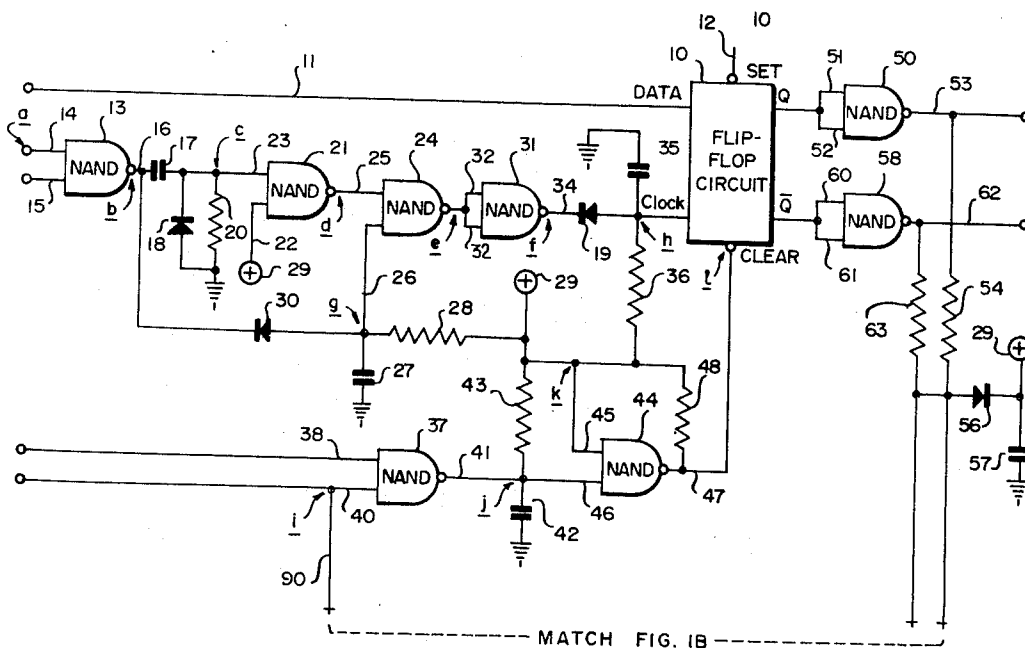 10
12
10
SET
51
50
11
DATA
Q
NAND
53
a
14
13
NAND
16
17
c
23
21
NAND
25
24
NAND
32
31
NAND
34
35
FLIP-
FLOP
CIRCUIT
52
58
60
NAND
62
15
b
18
20
22
29
d
26
e
32
f
19
Clock
h
Q
61
l
CLEAR
30
g
28
29
36
63
54
27
43
k
48
29
45
44
NAND
56
38
37
NAND
41
47
57
i
40
j
42
46
90
MATCH FIG. 1B